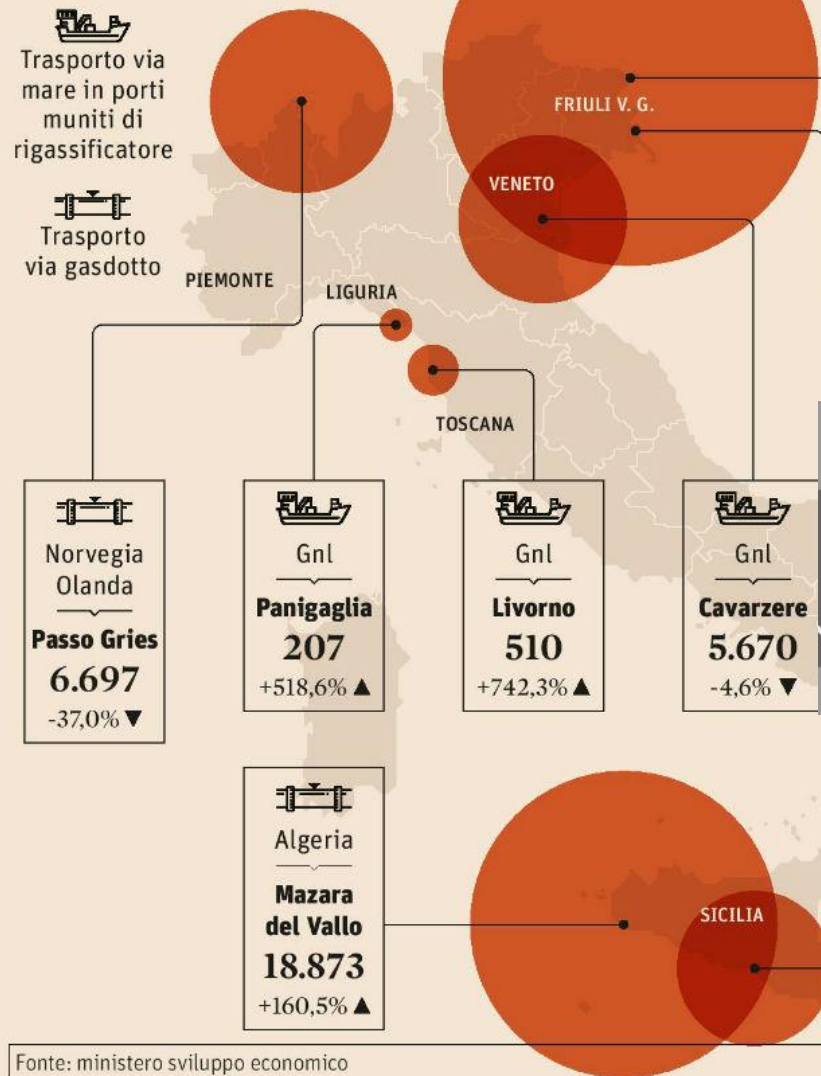 Trasporto via
mare in porti
muniti di
rigassificatore
Trasporto
via gasdotto
FRIULI V. G.
VENETO
PIEMONTE
LIGURIA
TOSCANA
Norvegia
Olanda
Passo Gries
6.697
-37,0% ▼
Gnl
Panigaglia
207
+518,6% ▲
Gnl
Livorno
510
+742,3% ▲
Gnl
Cavarzere
5.670
-4,6% ▼
Algeria
Mazara
del Vallo
18.873
+160,5% ▲
SICILIA
Fonte: ministero sviluppo economico